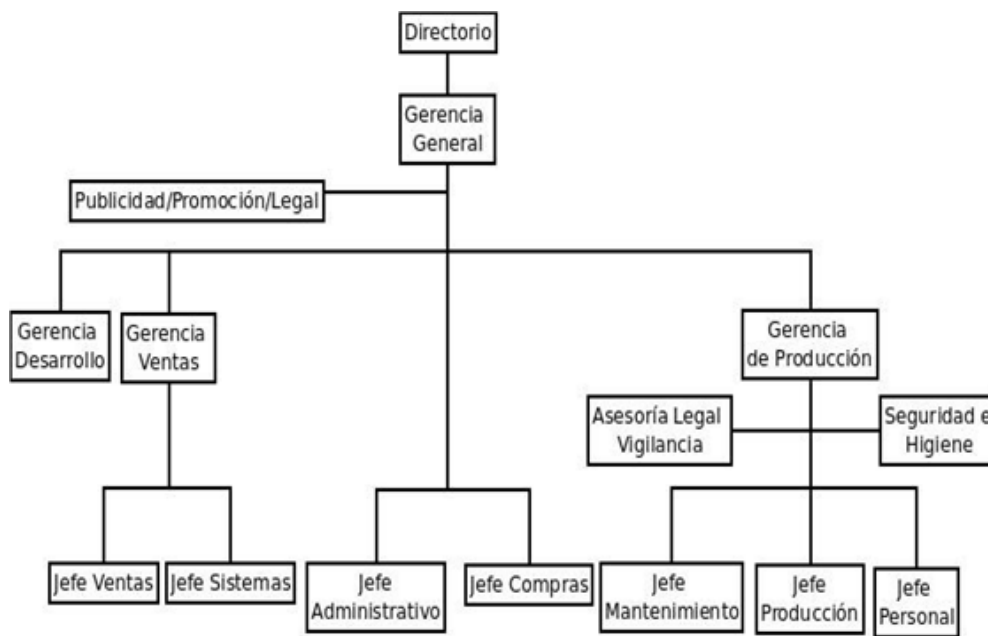 Directorio
Gerencia
General
Publicidad/Promoción/Legal
Gerencia
Desarrollo
Gerencia
Ventas
Gerencia
de Producción
Asesoría Legal
Vigilancia
Seguridad e
Higiene
Jefe Ventas
Jefe Sistemas
Jefe
Administrativo
Jefe Compras
Jefe
Mantenimiento
Jefe
Producción
Jefe
Personal